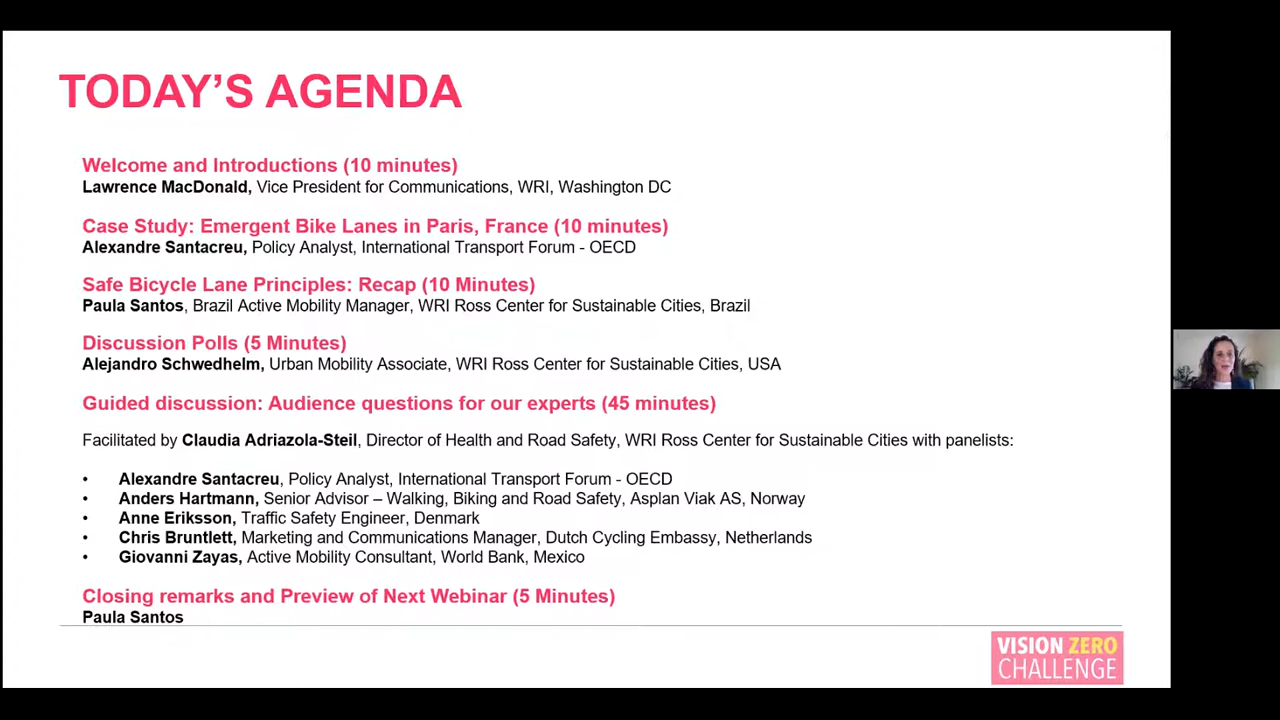 TODAY’S AGENDA
Welcome and Introductions (10 minutes)
Lawrence MacDonald, Vice President for Communications, WRI, Washington DC
Case Study: Emergent Bike Lanes in Paris, France (10 minutes)
Alexandre Santacreu, Policy Analyst, International Transport Forum - OECD
Safe Bicycle Lane Principles: Recap (10 Minutes)
Paula Santos, Brazil Active Mobility Manager, WRI Ross Center for Sustainable Cities, Brazil
Discussion Polls (5 Minutes)
Alejandro Schwedhelm, Urban Mobility Associate, WRI Ross Center for Sustainable Cities, USA
Guided discussion: Audience questions for our experts (45 minutes)
Facilitated by Claudia Adriazola-Steil, Director of Health and Road Safety, WRI Ross Center for Sustainable Cities with panelists:
• Alexandre Santacreu, Policy Analyst, International Transport Forum - OECD
• Anders Hartmann, Senior Advisor – Walking, Biking and Road Safety, Asplan Viak AS, Norway
• Anne Eriksson, Traffic Safety Engineer, Denmark
• Chris Bruntlett, Marketing and Communications Manager, Dutch Cycling Embassy, Netherlands
• Giovanni Zayas, Active Mobility Consultant, World Bank, Mexico
Closing remarks and Preview of Next Webinar (5 Minutes)
Paula Santos
VISION ZERO
CHALLENGE